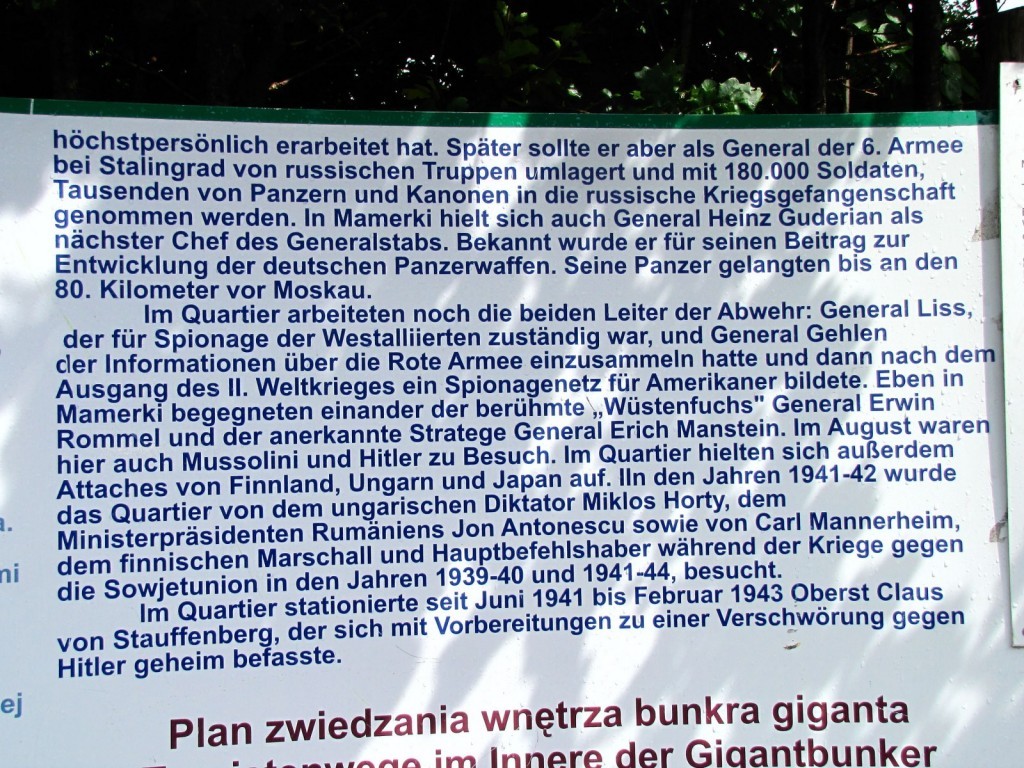 höchstpersönlich erarbeitet hat. Später sollte er aber als General der 6. Armee
bei Stalingrad von russischen Truppen umlagert und mit 180.000 Soldaten,
Tausenden von Panzern und Kanonen in die russische Kriegsgefangenschaft
genommen werden. In Mamerki hielt sich auch General Heinz Guderian als
nächster Chef des Generalstabs. Bekannt wurde er für seinen Beitrag zur
Entwicklung der deutschen Panzerwaffen. Seine Panzer gelangten bis an den
80. Kilometer vor Moskau.
Im Quartier arbeiteten noch die beiden Leiter der Abwehr: General Liss,
der für Spionage der Westalliierten zuständig war, und General Gehlen
der Informationen über die Rote Armee einzusammeln hatte und dann nach dem
Ausgang des II. Weltkrieges ein Spionagenetz für Amerikaner bildete. Eben in
Mamerki begegneten einander der berühmte „Wüstenfuchs" General Erwin
Rommel und der anerkannte Stratege General Erich Manstein. Im August waren
hier auch Mussolini und Hitler zu Besuch. Im Quartier hielten sich außerdem
Attaches von Finnland, Ungarn und Japan auf. IIn den Jahren 1941-42 wurde
das Quartier von dem ungarischen Diktator Miklos Horty, dem
Ministerpräsidenten Rumäniens Jon Antonescu sowie von Carl Mannerheim,
dem finnischen Marschall und Hauptbefehlshaber während der Kriege gegen
die Sowjetunion in den Jahren 1939-40 und 1941-44, besucht.
Im Quartier stationierte seit Juni 1941 bis Februar 1943 Oberst Claus
von Stauffenberg, der sich mit Vorbereitungen zu einer Verschwörung gegen
Hitler geheim befasste.
a.
mi
ej
Plan zwiedzania wnętrza bunkra giganta
im Innere der Gigantbunker